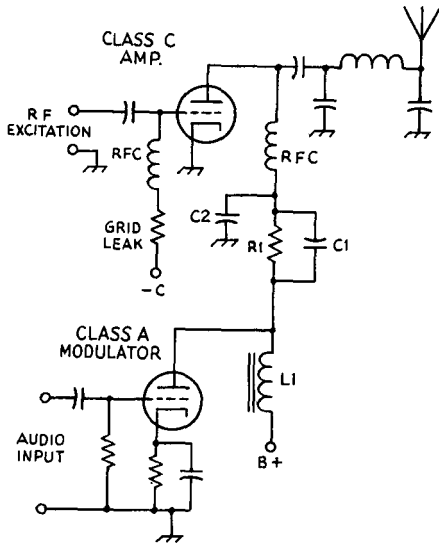 CLASS C
AMP.
RF
EXCITATION
RFC
RFC
GRID
LEAK
C2
R1
C1
-C
CLASS A
MODULATOR
L1
AUDIO
INPUT
B+